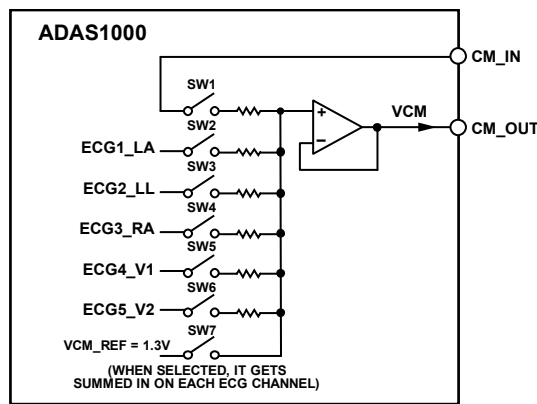 ADAS1000
CM_IN
SW1
+
VCM
CM_OUT
SW2
ECG1_LA
–
SW3
ECG2_LL
SW4
ECG3_RA
SW5
ECG4_V1
SW6
ECG5_V2
SW7
VCM_REF = 1.3V
(WHEN SELECTED, IT GETS
SUMMED IN ON EACH ECG CHANNEL)